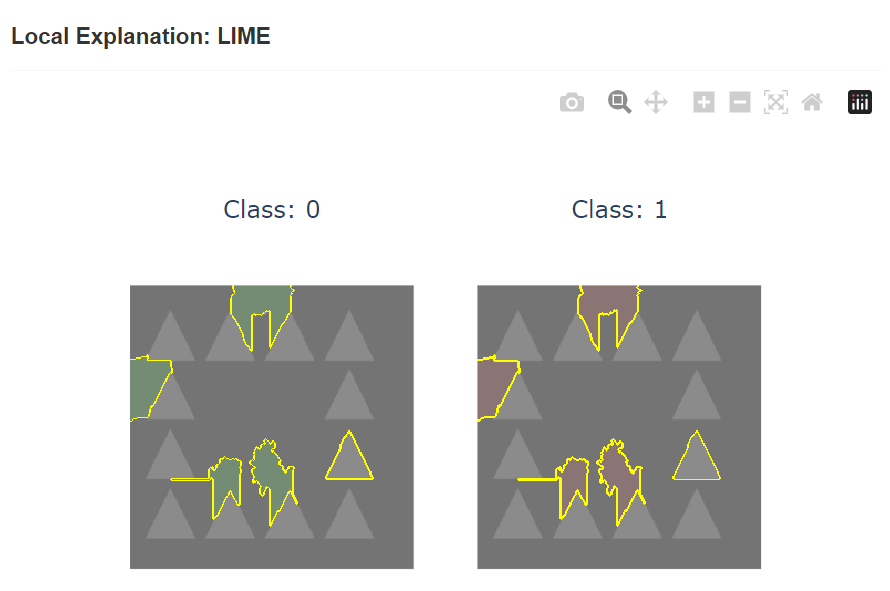 Local Explanation: LIME
Class: 0
Class: 1